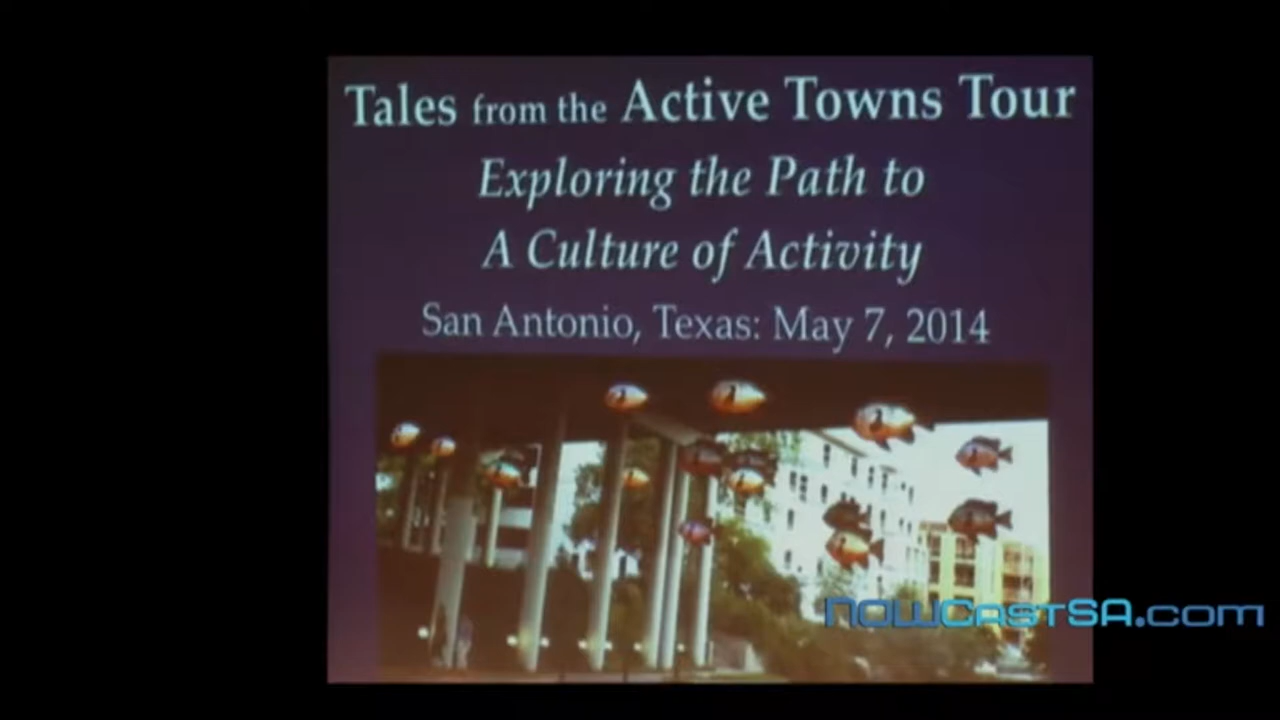 Tales from the Active Towns Tour
Exploring the Path to
A Culture of Activity
San Antonio, Texas: May 7, 2014
NOWCastSA.com